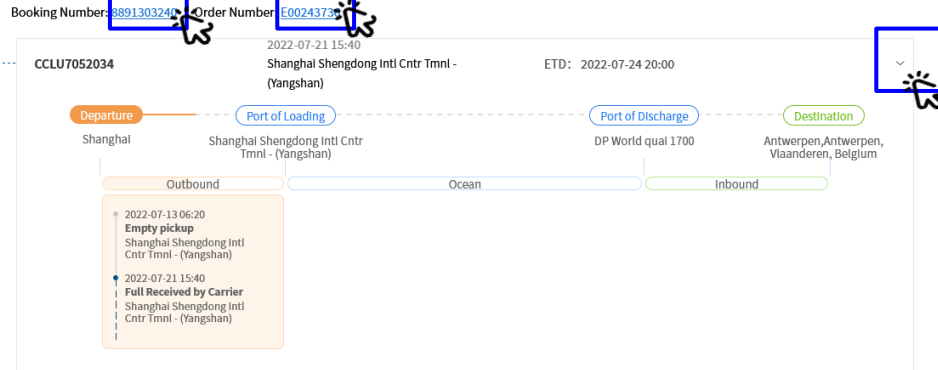 Booking Number: 8891303240 Order Number: E0024373
2022-07-21 15:40
CCLU7052034
Shanghai Shengdong Intl Cntr Tmnl -
(Yangshan)
ETD: 2022-07-24 20:00
Departure
Port of Loading
Port of Discharge
Destination
Shanghai
Shanghai Shengdong Intl Cntr
Tmnl - (Yangshan)
DP World quai 1700
Antwerpen,Antwerpen,
Vlaanderen, Belgium
Outbound
Ocean
Inbound
2022-07-13 06:20
Empty pickup
Shanghai Shengdong Intl
Cntr Tmnl - (Yangshan)
2022-07-21 15:40
Full Received by Carrier
Shanghai Shengdong Intl
Cntr Tmnl - (Yangshan)